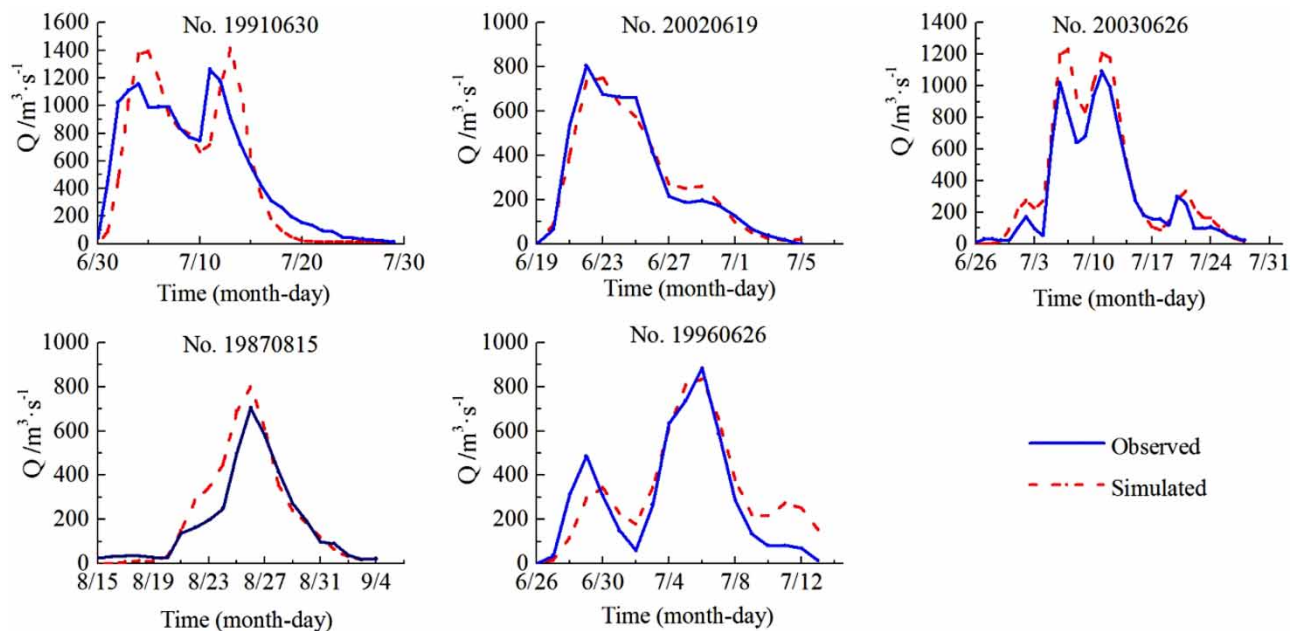 No. 19910630
Q /m³·s⁻¹
1600
1400
1200
1000
800
600
400
200
0
6/30 7/10 7/20 7/30
Time (month-day)
No. 20020619
Q /m³·s⁻¹
1000
800
600
400
200
0
6/19 6/23 6/27 7/1 7/5
Time (month-day)
No. 20030626
Q /m³·s⁻¹
1400
1200
1000
800
600
400
200
0
6/26 7/3 7/10 7/17 7/24 7/31
Time (month-day)
No. 19870815
Q /m³·s⁻¹
1000
800
600
400
200
0
8/15 8/19 8/23 8/27 8/31 9/4
Time (month-day)
No. 19960626
Q /m³·s⁻¹
1000
800
600
400
200
0
6/26 6/30 7/4 7/8 7/12
Time (month-day)
Observed
Simulated